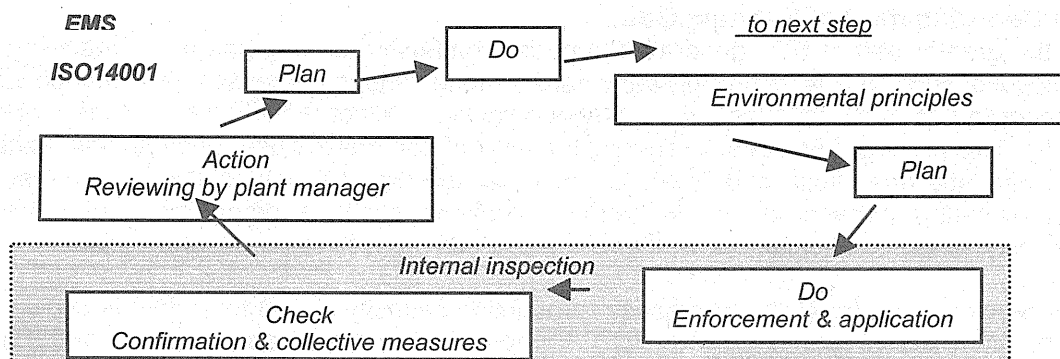 EMS
ISO14001
Plan
Do
to next step
Environmental principles
Plan
Action
Reviewing by plant manager
Internal inspection
Do
Enforcement & application
Check
Confirmation & collective measures